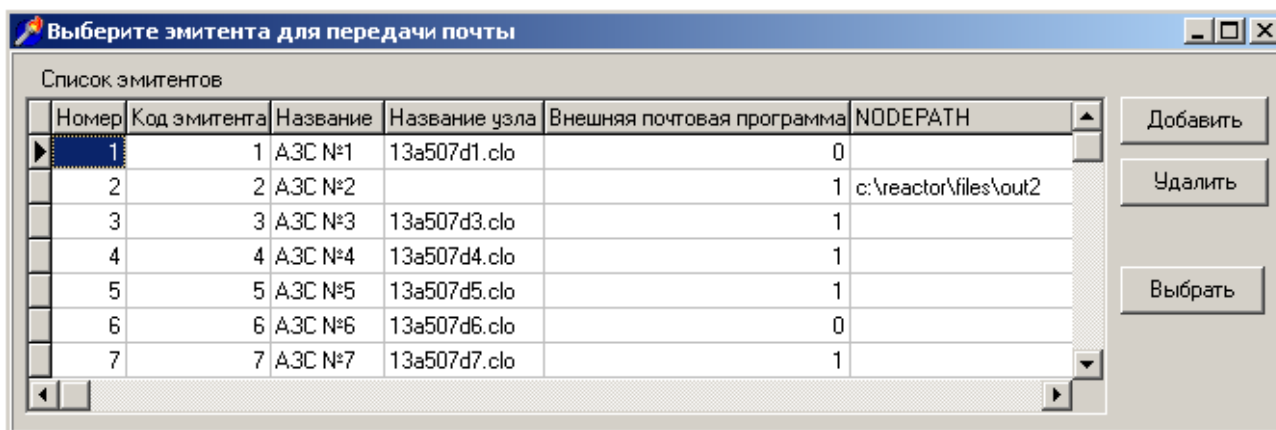 Выберите эмитента для передачи почты
Список эмитентов
Номер Код эмитента Название Название узла Внешняя почтовая программа NODEPATH
1 1 АЗС №1 13a507d1.clo 0
2 2 АЗС №2 1 c:\reactor\files\out2
3 3 АЗС №3 13a507d3.clo 1
4 4 АЗС №4 13a507d4.clo 1
5 5 АЗС №5 13a507d5.clo 1
6 6 АЗС №6 13a507d6.clo 0
7 7 АЗС №7 13a507d7.clo 1
Добавить
Удалить
Выбрать